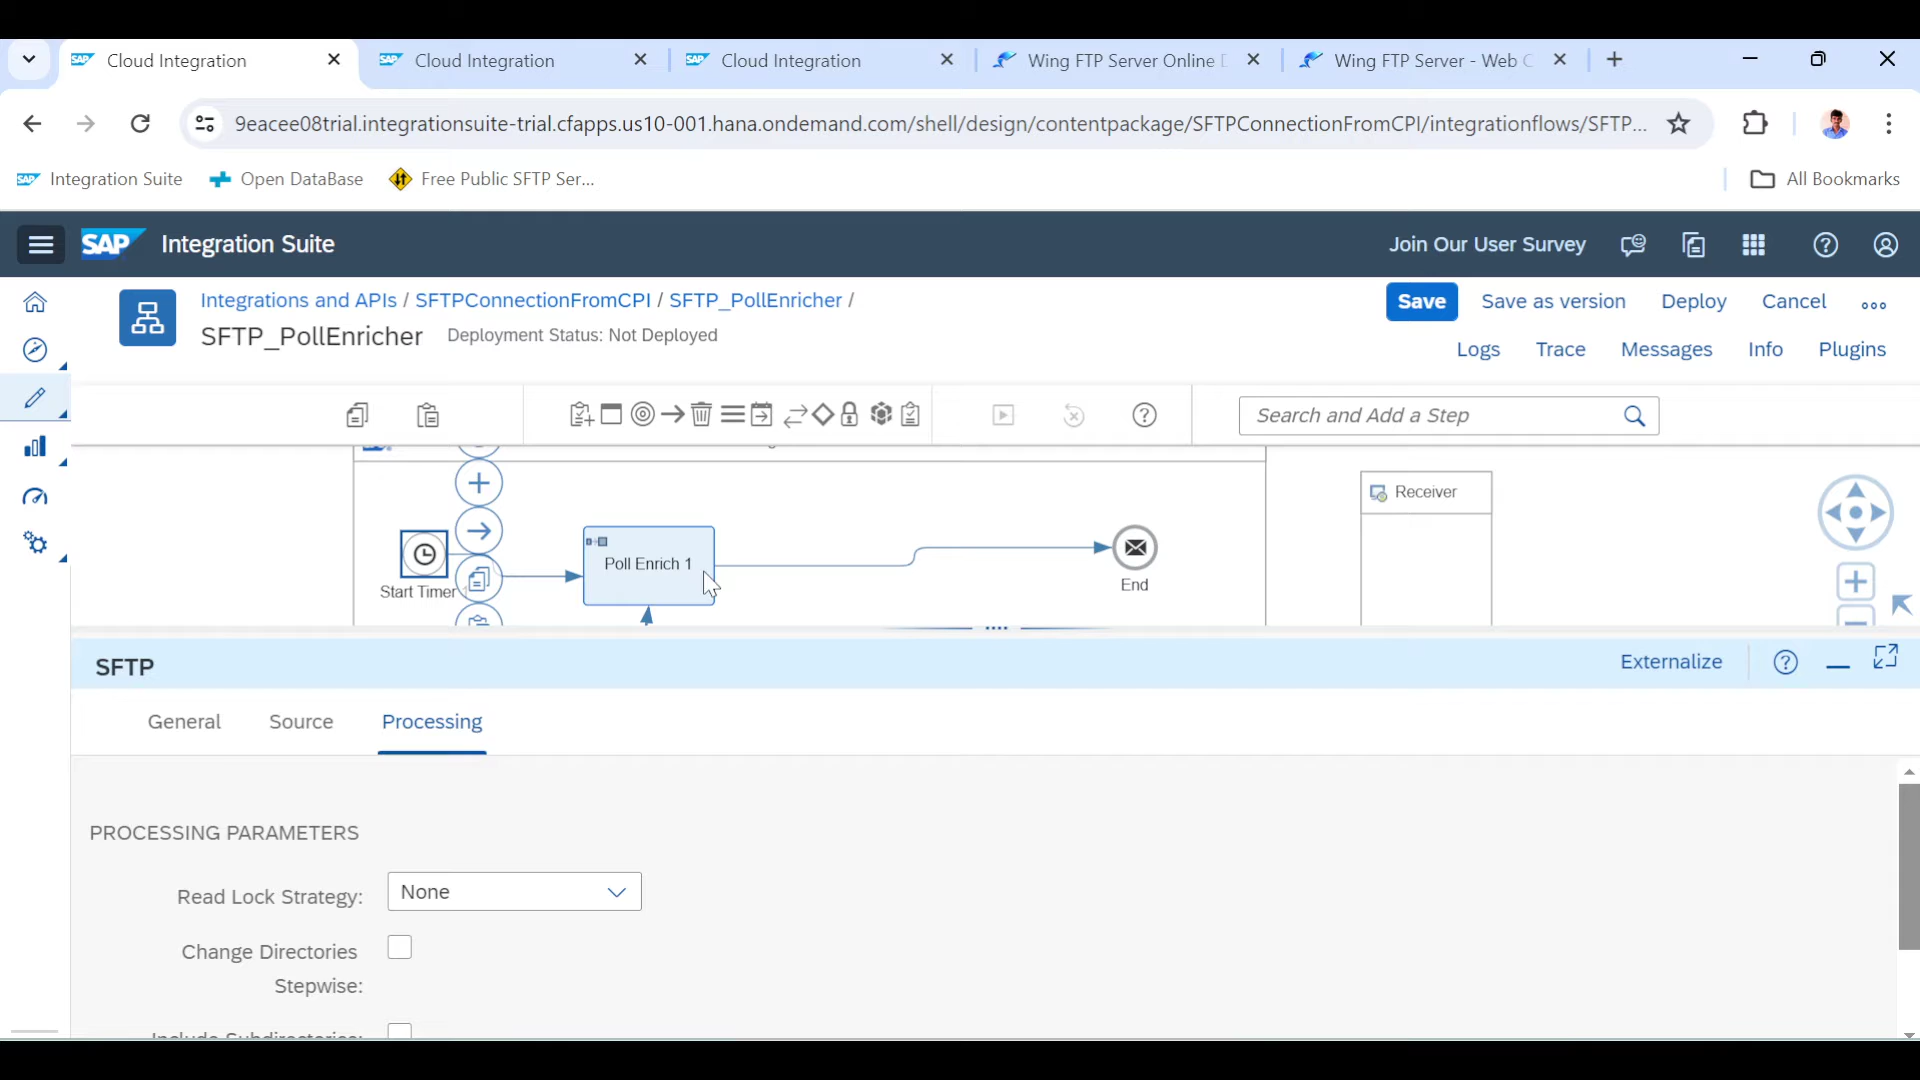 Cloud Integration
Cloud Integration
Cloud Integration
Wing FTP Server Online
Wing FTP Server - Web C
9eacee08trial.integrationsuite-trial.cfapps.us10-001.hana.ondemand.com/shell/design/contentpackage/SFTPConnectionFromCPI/integrationflows/SFTP...
SAP Integration Suite
Open DataBase
Free Public SFTP Ser...
All Bookmarks
SAP Integration Suite
Join Our User Survey
Integrations and APIs / SFTPConnectionFromCPI / SFTP_PollEnricher /
SFTP_PollEnricher
Deployment Status: Not Deployed
Save
Save as version
Deploy
Cancel
Logs
Trace
Messages
Info
Plugins
Search and Add a Step
Start Timer
Poll Enrich 1
End
Receiver
SFTP
Externalize
General
Source
Processing
PROCESSING PARAMETERS
Read Lock Strategy:
None
Change Directories
Stepwise:
Include Subdirectories: